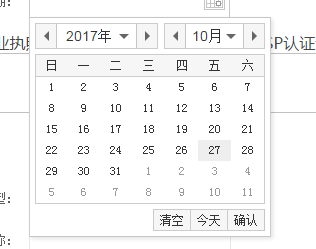 期：
2017年 10月
业执照 SP认证
日 一 二 三 四 五 六
1 2 3 4 5 6 7
8 9 10 11 12 13 14
15 16 17 18 19 20 21
22 23 24 25 26 27 28
29 30 31 1 2 3 4
5 6 7 8 9 10 11
型：
清空 今天 确认
称：